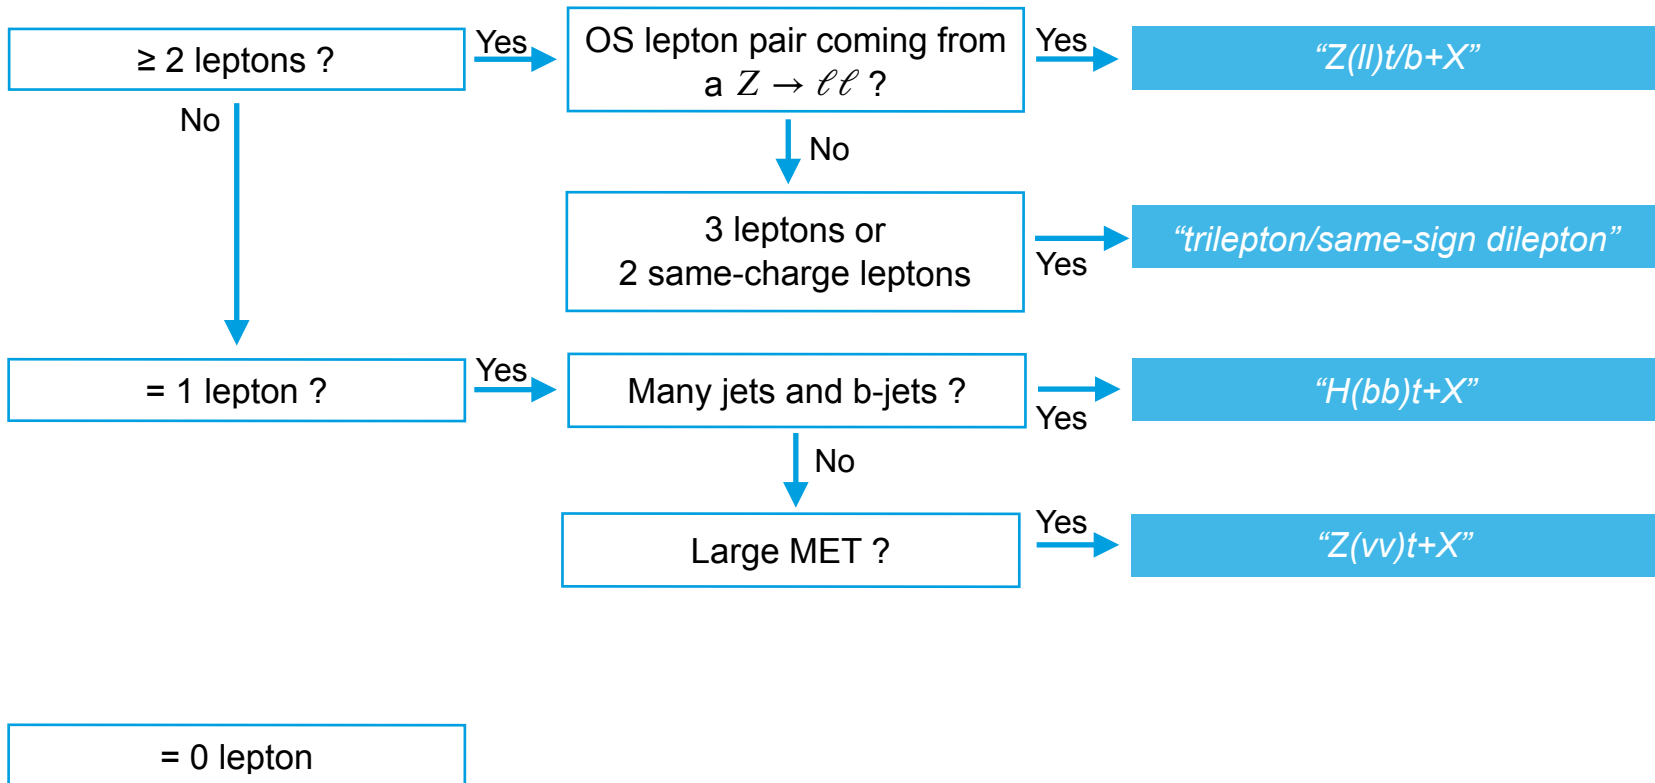 ≥ 2 leptons ?
Yes
OS lepton pair coming from
a Z → ℓℓ ?
Yes
“Z(ll)t/b+X”
No
No
3 leptons or
2 same-charge leptons
Yes
“trilepton/same-sign dilepton”
= 1 lepton ?
Yes
Many jets and b-jets ?
Yes
“H(bb)t+X”
No
Large MET ?
Yes
“Z(vv)t+X”
= 0 lepton